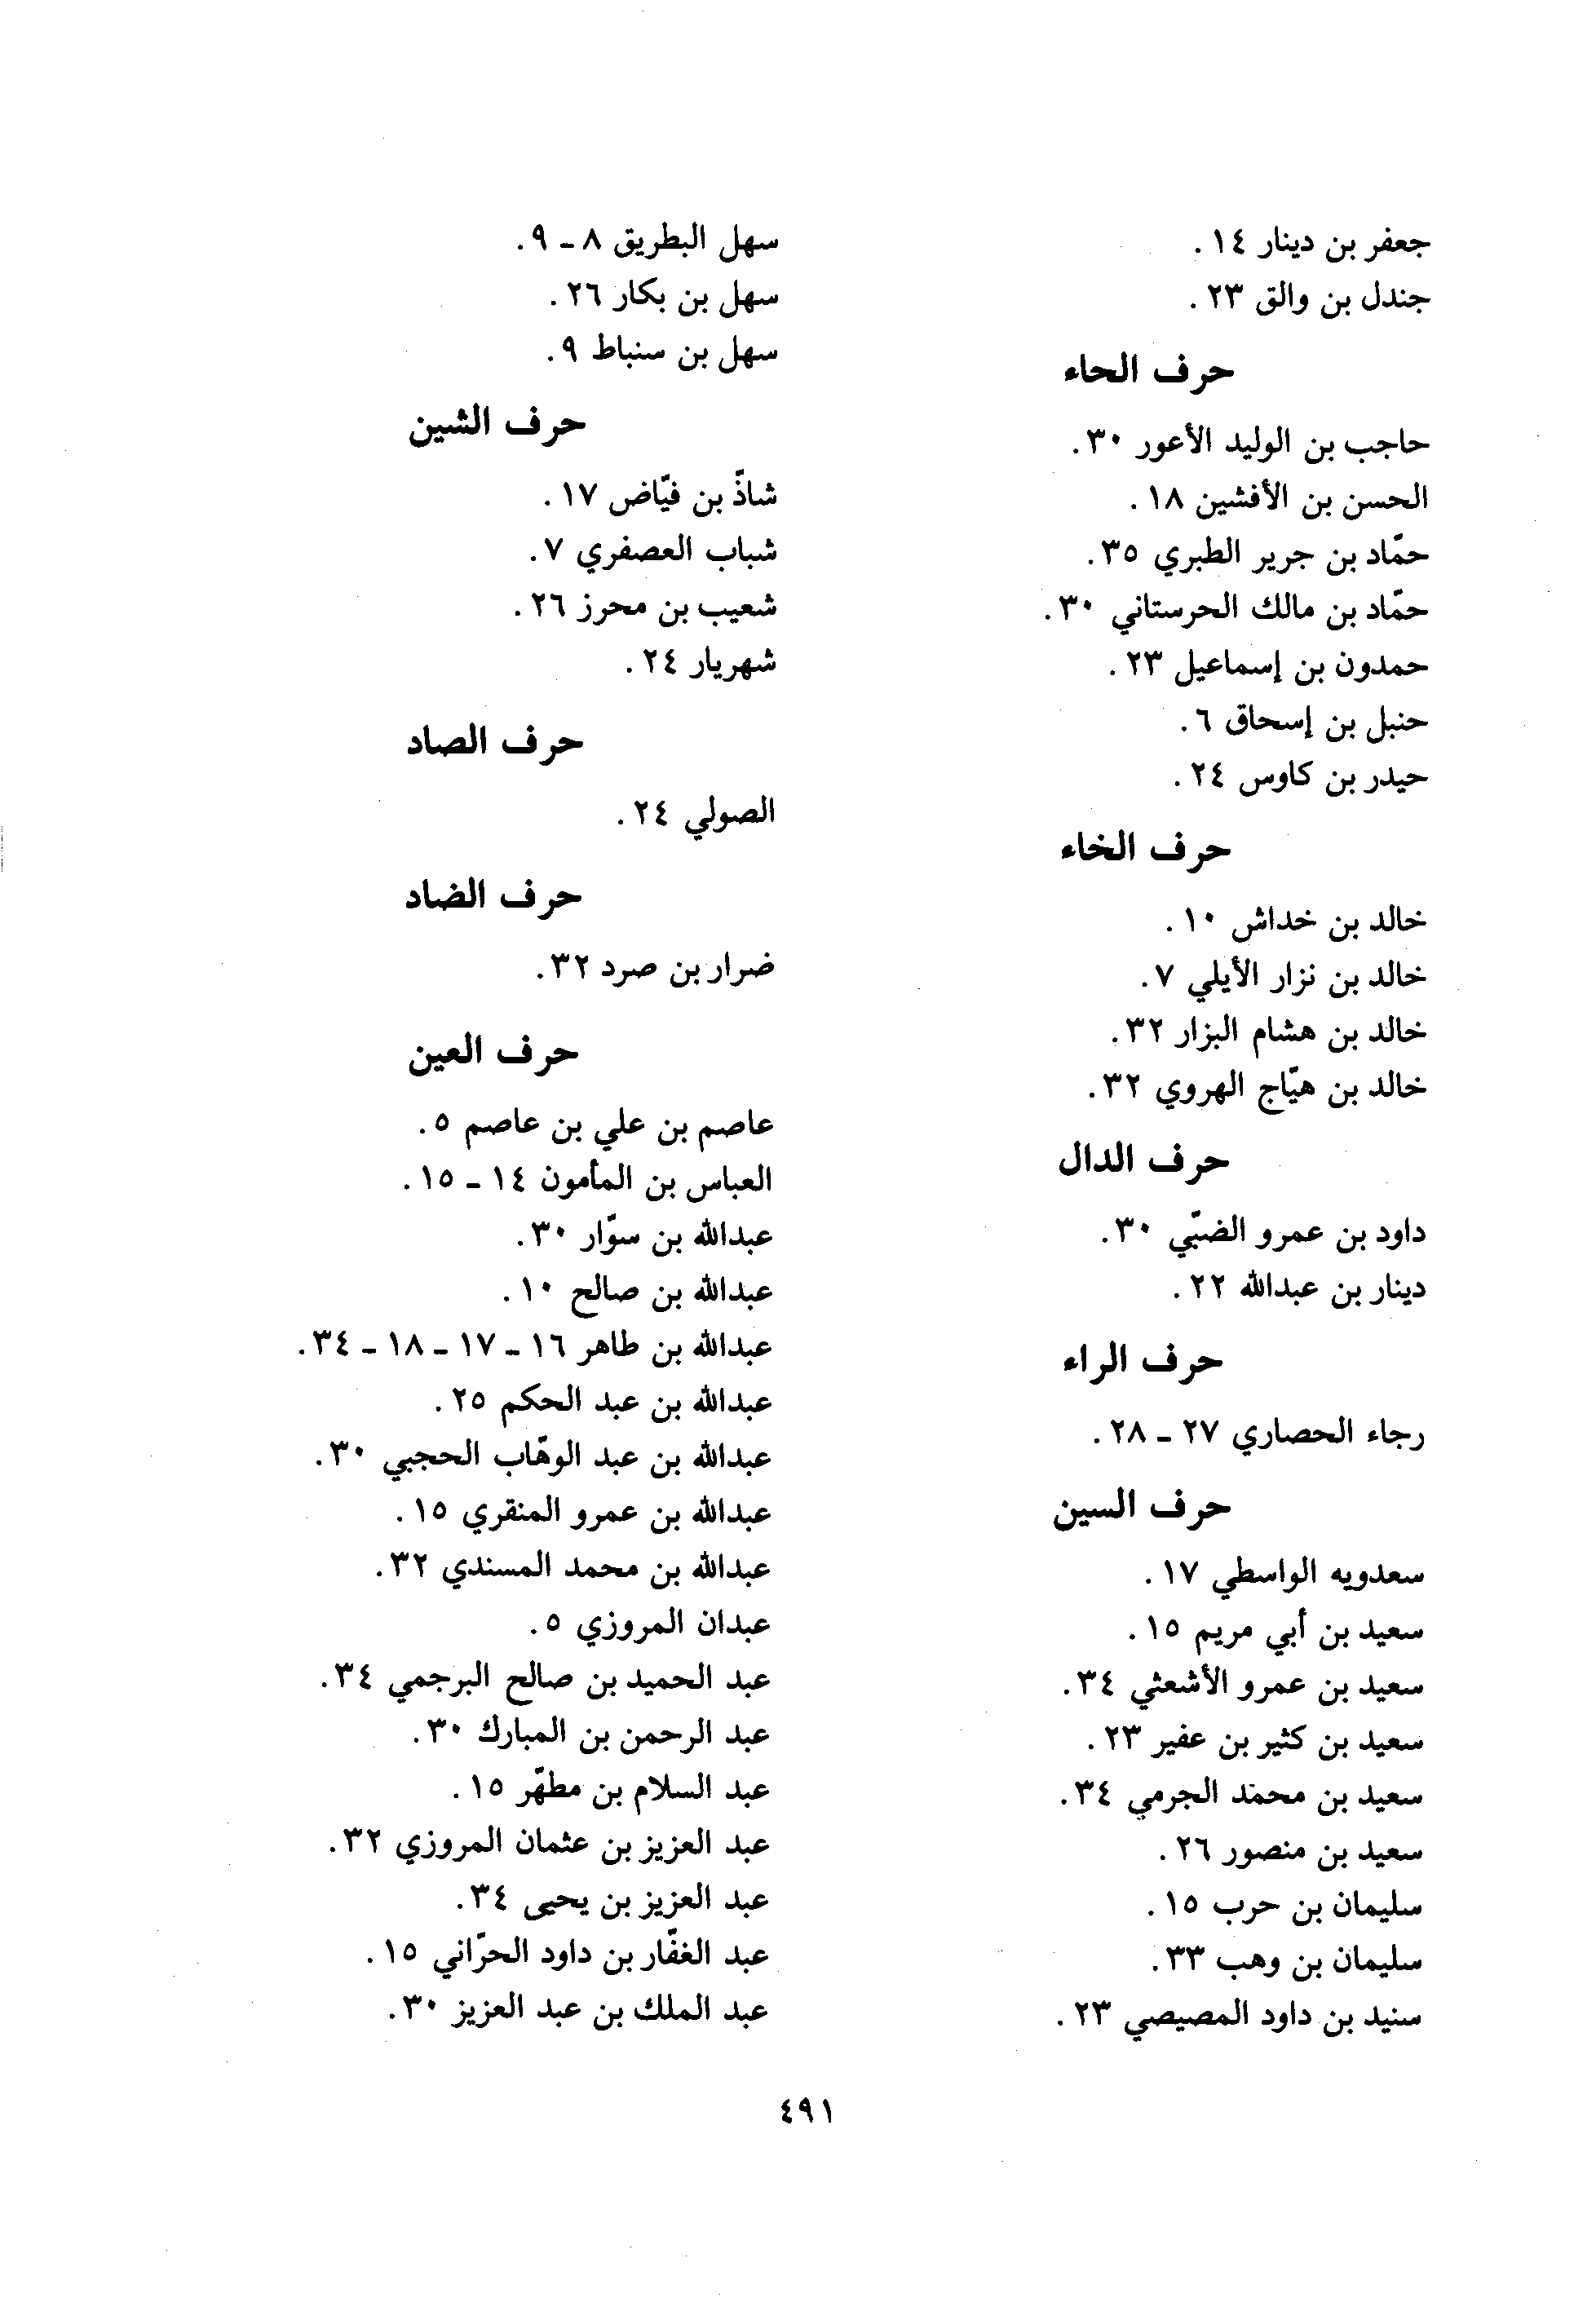 جعفر بن دينار ١٤.
جندل بن والق ٢٣.
حرف الحاء
حاجب بن الوليد الأعور ٣٠.
الحسن بن الأفشين ١٨.
حمّاد بن جرير الطبري ٣٥.
حمّاد بن مالك الحرستاني ٣٠.
حمدون بن إسماعيل ٢٣.
حنبل بن إسحاق ٦.
حيدر بن كاوس ٢٤.
حرف الخاء
خالد بن خداش ١٠.
خالد بن نزار الأيلي ٧.
خالد بن هشام البزار ٣٢.
خالد بن هيّاج الهروي ٣٢.
حرف الدال
داود بن عمرو الضبّي ٣٠.
دينار بن عبدالله ٢٢.
حرف الراء
رجاء الحصاري ٢٧ - ٢٨.
حرف السين
سعدويه الواسطي ١٧.
سعيد بن أبي مريم ١٥.
سعيد بن عمرو الأشعثي ٣٤.
سعيد بن كثير بن عفير ٢٣.
سعيد بن محمد الجرمي ٣٤.
سعيد بن منصور ٢٦.
سليمان بن حرب ١٥.
سليمان بن وهب ٣٣.
سنيد بن داود المصيصي ٢٣.
سهل البطريق ٨ - ٩.
سهل بن بكار ٢٦.
سهل بن سنباط ٩.
حرف الشين
شاذّ بن فيّاض ١٧.
شباب العصفري ٧.
شعيب بن محرز ٢٦.
شهريار ٢٤.
حرف الصاد
الصولي ٢٤.
حرف الضاد
ضرار بن صرد ٣٢.
حرف العين
عاصم بن علي بن عاصم ٥.
العباس بن المأمون ١٤ - ١٥.
عبدالله بن سوّار ٣٠.
عبدالله بن صالح ١٠.
عبدالله بن طاهر ١٦ - ١٧ - ١٨ - ٣٤.
عبدالله بن عبد الحكم ٢٥.
عبدالله بن عبد الوهّاب الحجبي ٣٠.
عبدالله بن عمرو المنقري ١٥.
عبدالله بن محمد المسندي ٣٢.
عبدان المروزي ٥.
عبد الحميد بن صالح البرجمي ٣٤.
عبد الرحمن بن المبارك ٣٠.
عبد السلام بن مطهّر ١٥.
عبد العزيز بن عثمان المروزي ٣٢.
عبد العزيز بن يحيى ٣٤.
عبد الغفّار بن داود الحرّاني ١٥.
عبد الملك بن عبد العزيز ٣٠.
٤٩١